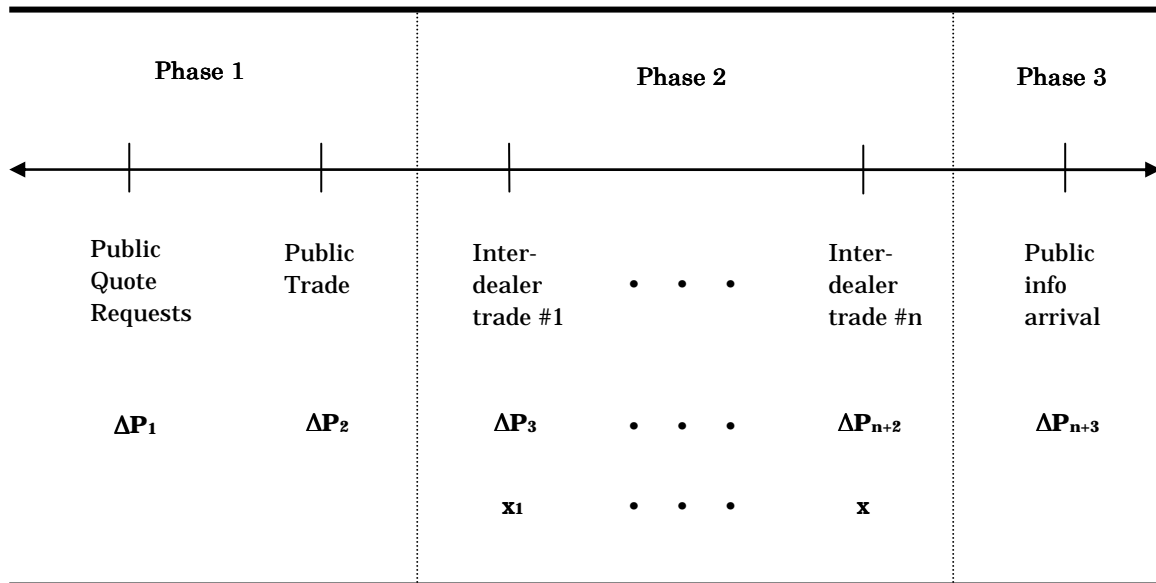 Phase 1 Phase 2 Phase 3
Public Public Inter- Inter- Public
Quote Trade dealer • • • dealer info
Requests trade #1 trade #n arrival
ΔP1 ΔP2 ΔP3 • • • ΔPn+2 ΔPn+3
x1 • • • x